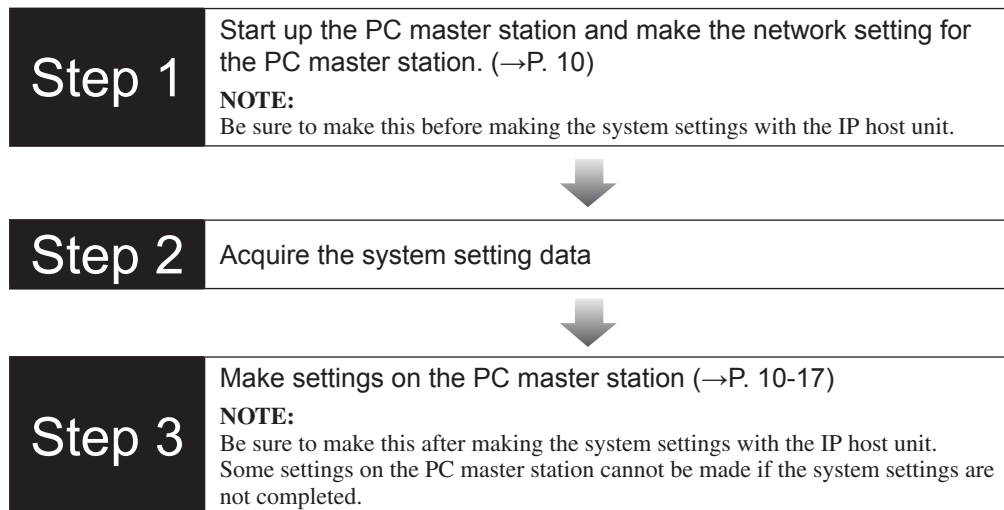 Step 1
Start up the PC master station and make the network setting for
the PC master station. (→P. 10)
NOTE:
Be sure to make this before making the system settings with the IP host unit.
Step 2
Acquire the system setting data
Step 3
Make settings on the PC master station (→P. 10-17)
NOTE:
Be sure to make this after making the system settings with the IP host unit.
Some settings on the PC master station cannot be made if the system settings are
not completed.